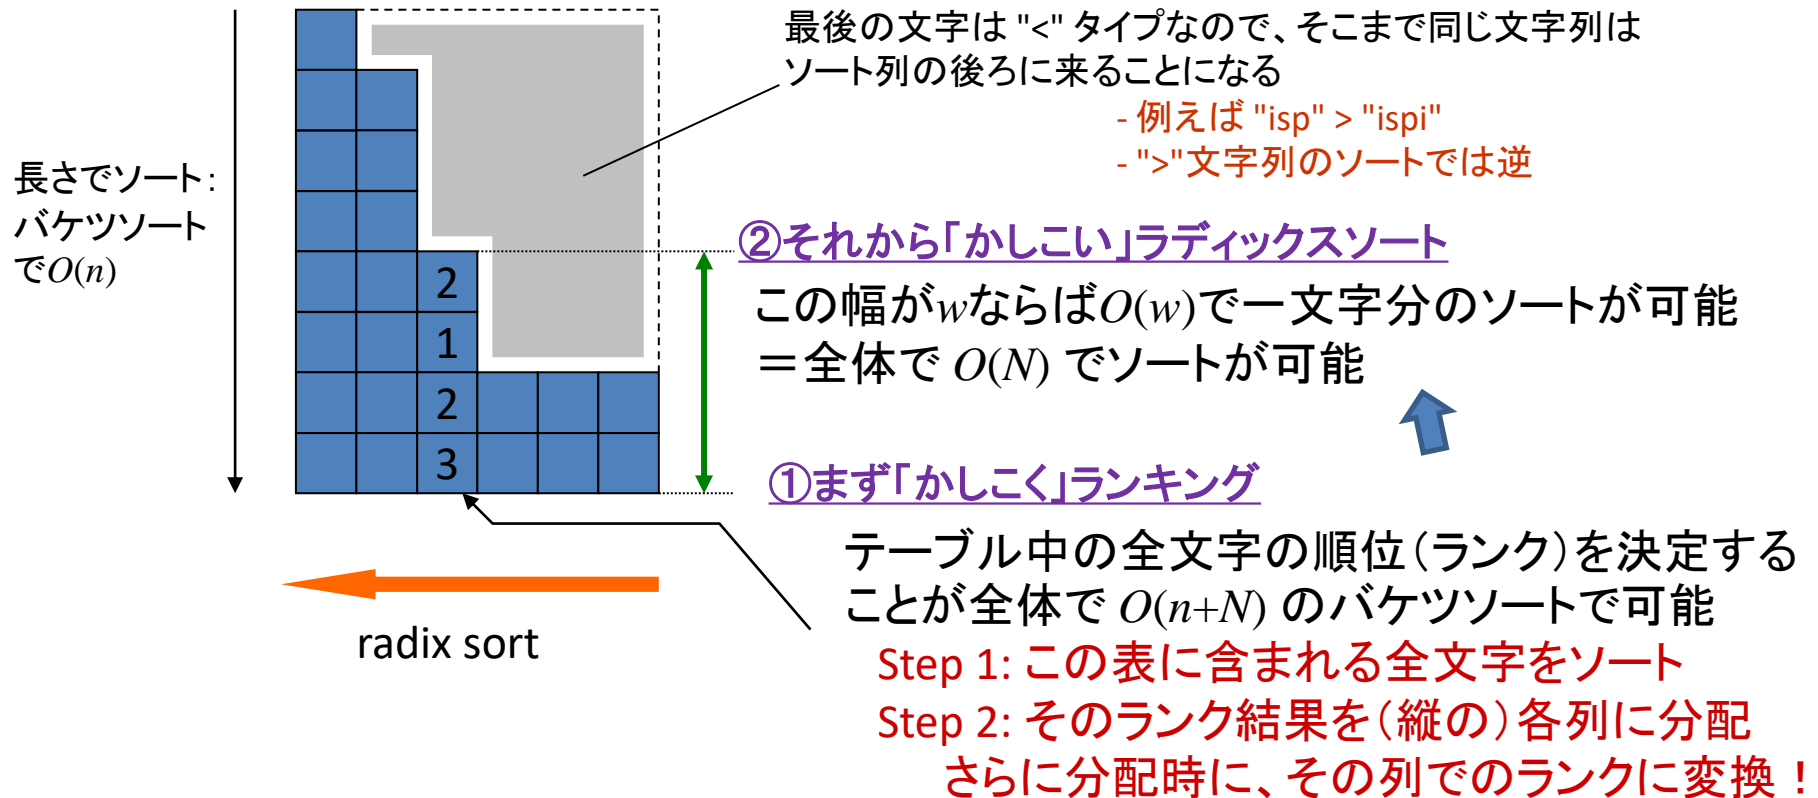 最後の文字は "<" タイプなので、そこまで同じ文字列は
ソート列の後ろに来ることになる
- 例えば "isp" > "ispi"
- ">"文字列のソートでは逆
長さでソート:
バケツソート
でO(n)
②それから「かしこい」ラディックスソート
2
1
2
3
この幅がwならばO(w)で一文字分のソートが可能
＝全体で O(N) でソートが可能
①まず「かしこく」ランキング
テーブル中の全文字の順位(ランク)を決定する
ことが全体で O(n+N) のバケツソートで可能
radix sort
Step 1: この表に含まれる全文字をソート
Step 2: そのランク結果を(縦の)各列に分配
さらに分配時に、その列でのランクに変換！